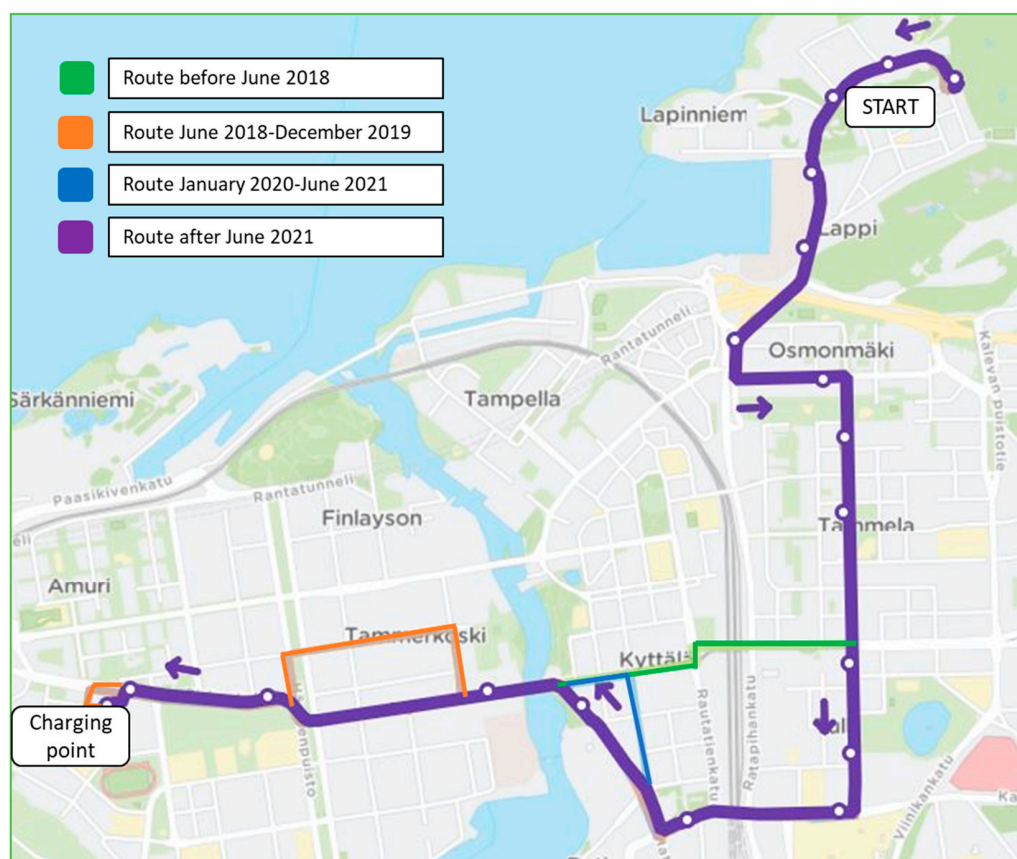 Route before June 2018
Route June 2018-December 2019
Route January 2020-June 2021
Route after June 2021
START
Lapinniem
Lappi
Rantatunneli
Osmonmäki
Kalevan puistotie
Särkänniemi
Tampella
Paasikivenkatu
Rantatunneli
Finlayson
Tammela
Amuri
Tammerkoski
Kyttälä
Charging
point
Rautatienkatu
Ratapihankatu
Viinikankatu
Ka